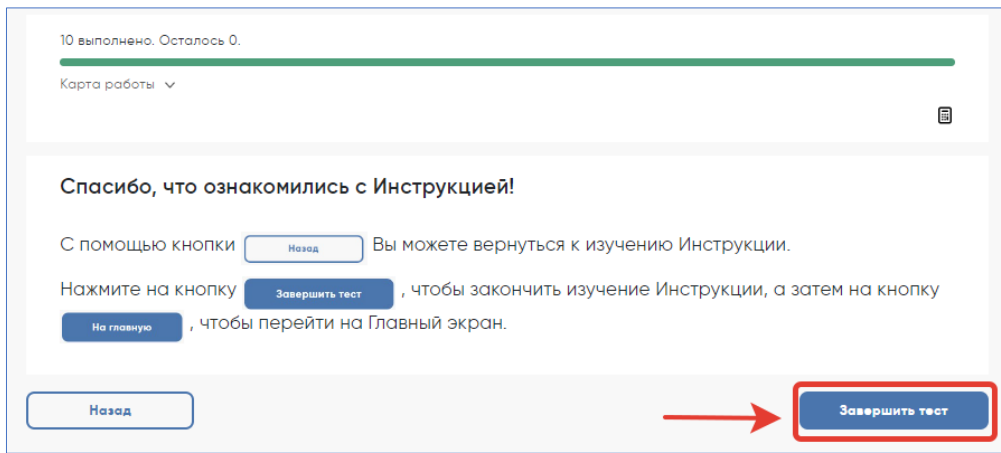 10 выполнено. Осталось 0.
Карта работы
Спасибо, что ознакомились с Инструкцией!
С помощью кнопки Назад Вы можете вернуться к изучению Инструкции.
Нажмите на кнопку Завершить тест , чтобы закончить изучение Инструкции, а затем на кнопку
На главную , чтобы перейти на Главный экран.
Назад Завершить тест